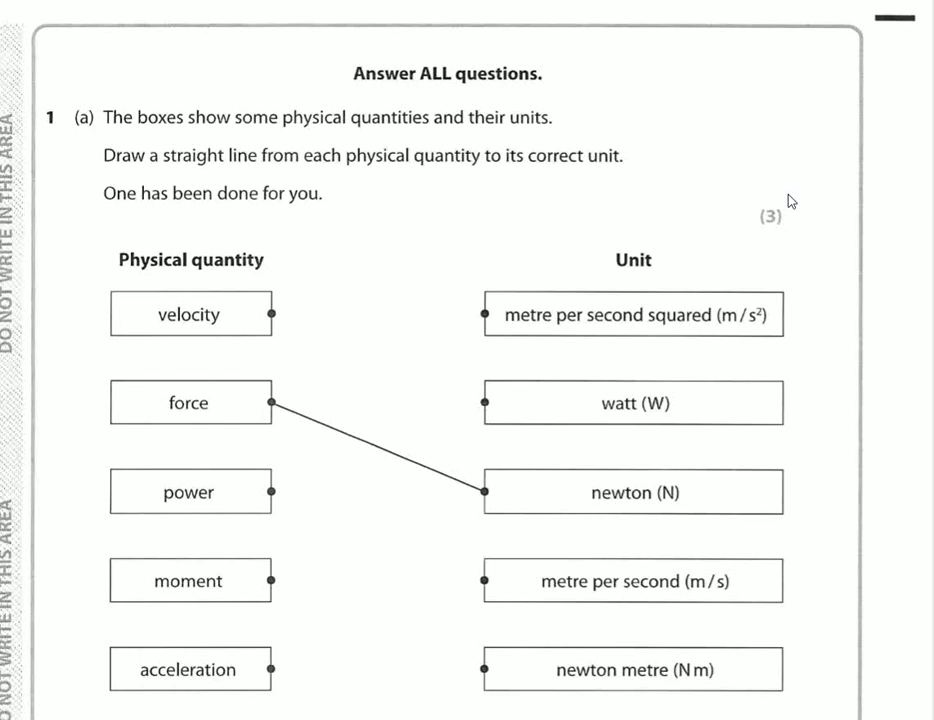 Answer ALL questions.
1 (a) The boxes show some physical quantities and their units.
Draw a straight line from each physical quantity to its correct unit.
One has been done for you.
(3)
Physical quantity Unit
velocity metre per second squared (m/s²)
force watt (W)
power newton (N)
moment metre per second (m/s)
acceleration newton metre (N m)
DO NOT WRITE IN THIS AREA
DO NOT WRITE IN THIS AREA